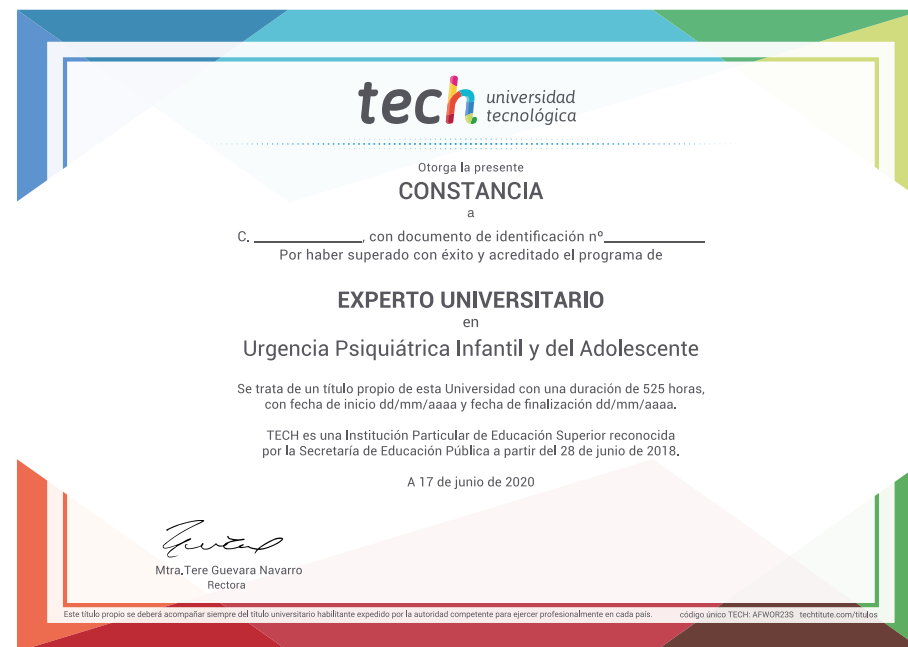 tech universidad
tecnológica
Otorga la presente
CONSTANCIA
a
C. ____________, con documento de identificación nº____________
Por haber superado con éxito y acreditado el programa de
EXPERTO UNIVERSITARIO
en
Urgencia Psiquiátrica Infantil y del Adolescente
Se trata de un título propio de esta Universidad con una duración de 525 horas,
con fecha de inicio dd/mm/aaaa y fecha de finalización dd/mm/aaaa.
TECH es una Institución Particular de Educación Superior reconocida
por la Secretaría de Educación Pública a partir del 28 de junio de 2018.
A 17 de junio de 2020
Mtra.Tere Guevara Navarro
Rectora
Este título propio se deberá acompañar siempre del título universitario habilitante expedido por la autoridad competente para ejercer profesionalmente en cada país. código único TECH: AFWOR23S techtitute.com/titulos